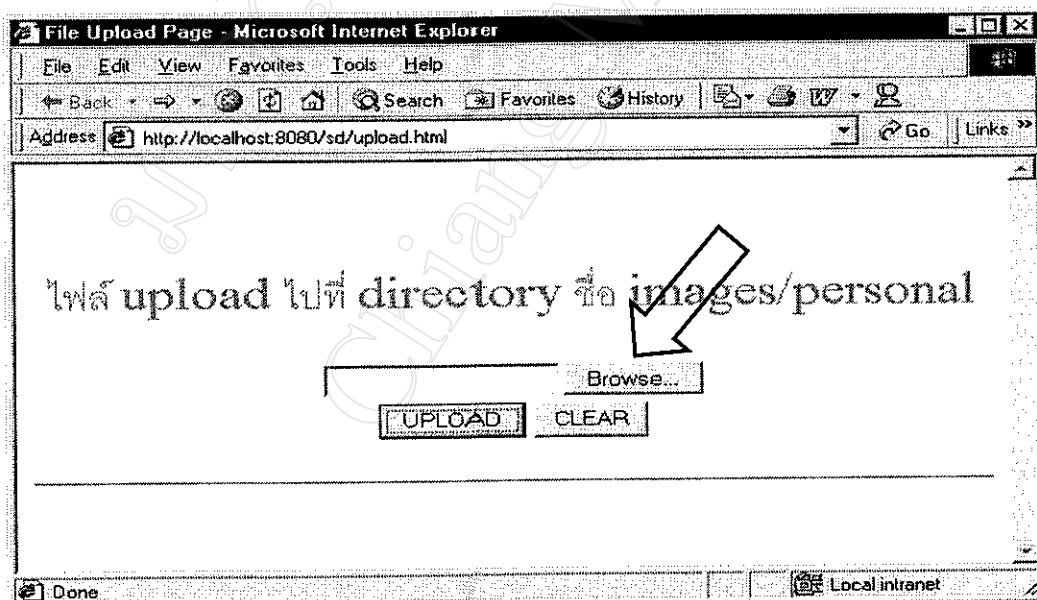 File Upload Page - Microsoft Internet Explorer
File Edit View Favorites Tools Help
Back Search Favorites History
Address http://localhost:8080/sd/upload.html Go Links »
ไฟล์ upload ไปที่ directory ชื่อ images/personal
Browse...
UPLOAD CLEAR
Done Local intranet